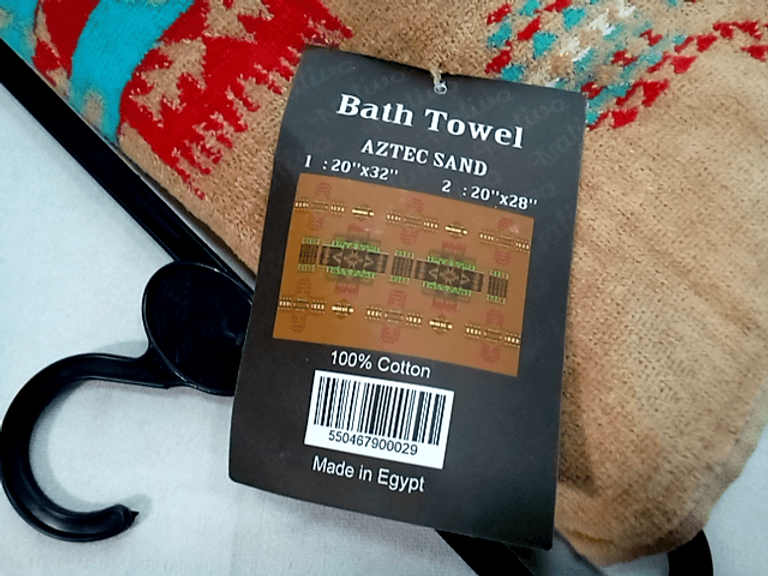 Bath Towel
AZTEC SAND
1 : 20"x32"
2 : 20"x28"
100% Cotton
550467900029
Made in Egypt